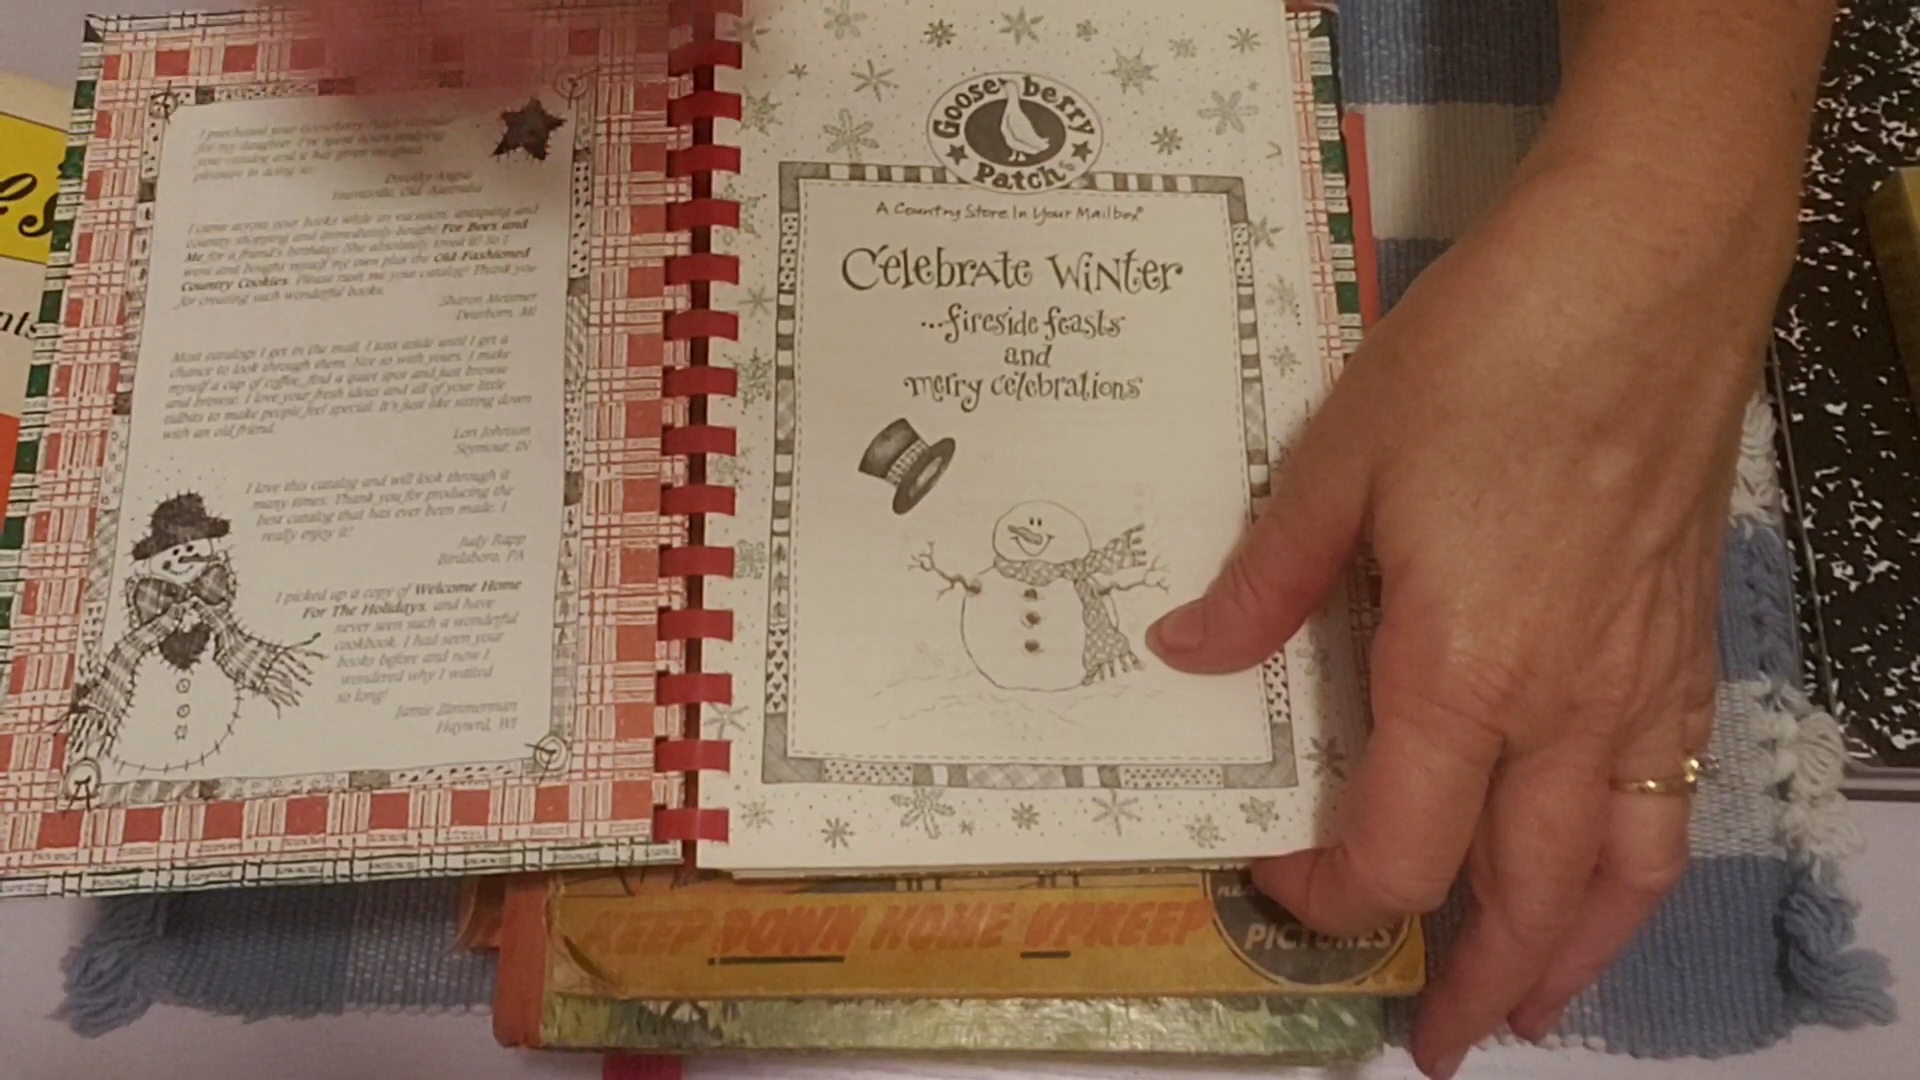 I purchased your Gooseberry Patch calendar
for my daughter. I've spent hours studying
your catalog and it has given
pleasure in doing so.
Dorothy
Australia
I came across your books while on vacation, antiquing and
country shopping and immediately bought For Bees and
Me for a friend's birthday! She absolutely loved it! So I
went and bought myself my own plus the Old-Fashioned
Country Cookies. Please rush me your catalog! Thank you
for creating such wonderful books.
Sharon
Dearborn, MI
Most catalogs I get in the mail, I toss aside until I get a
chance to look through them. Not so with yours. I make
myself a cup of coffee, find a quiet spot and just browse
and browse. I love your fresh ideas and all of your little
tidbits to make people feel special. It's just like sitting down
with an old friend.
Lori Johnson
Seymour, IN
I love this catalog and will look through it
many times. Thank you for producing the
best catalog that has ever been made. I
really enjoy it!
Judy Rapp
Birdsboro, PA
I picked up a copy of Welcome Home
For The Holidays, and have
never seen such a wonderful
cookbook. I had seen your
books before and now I
wondered why I waited
so long!
Jamie Zimmerman
Hayward, WI
Gooseberry
Patch
A Country Store In Your Mailbox®
Celebrate Winter
...fireside feasts
and
merry celebrations
KEEP DOWN HOME UPKEEP
PICTURES